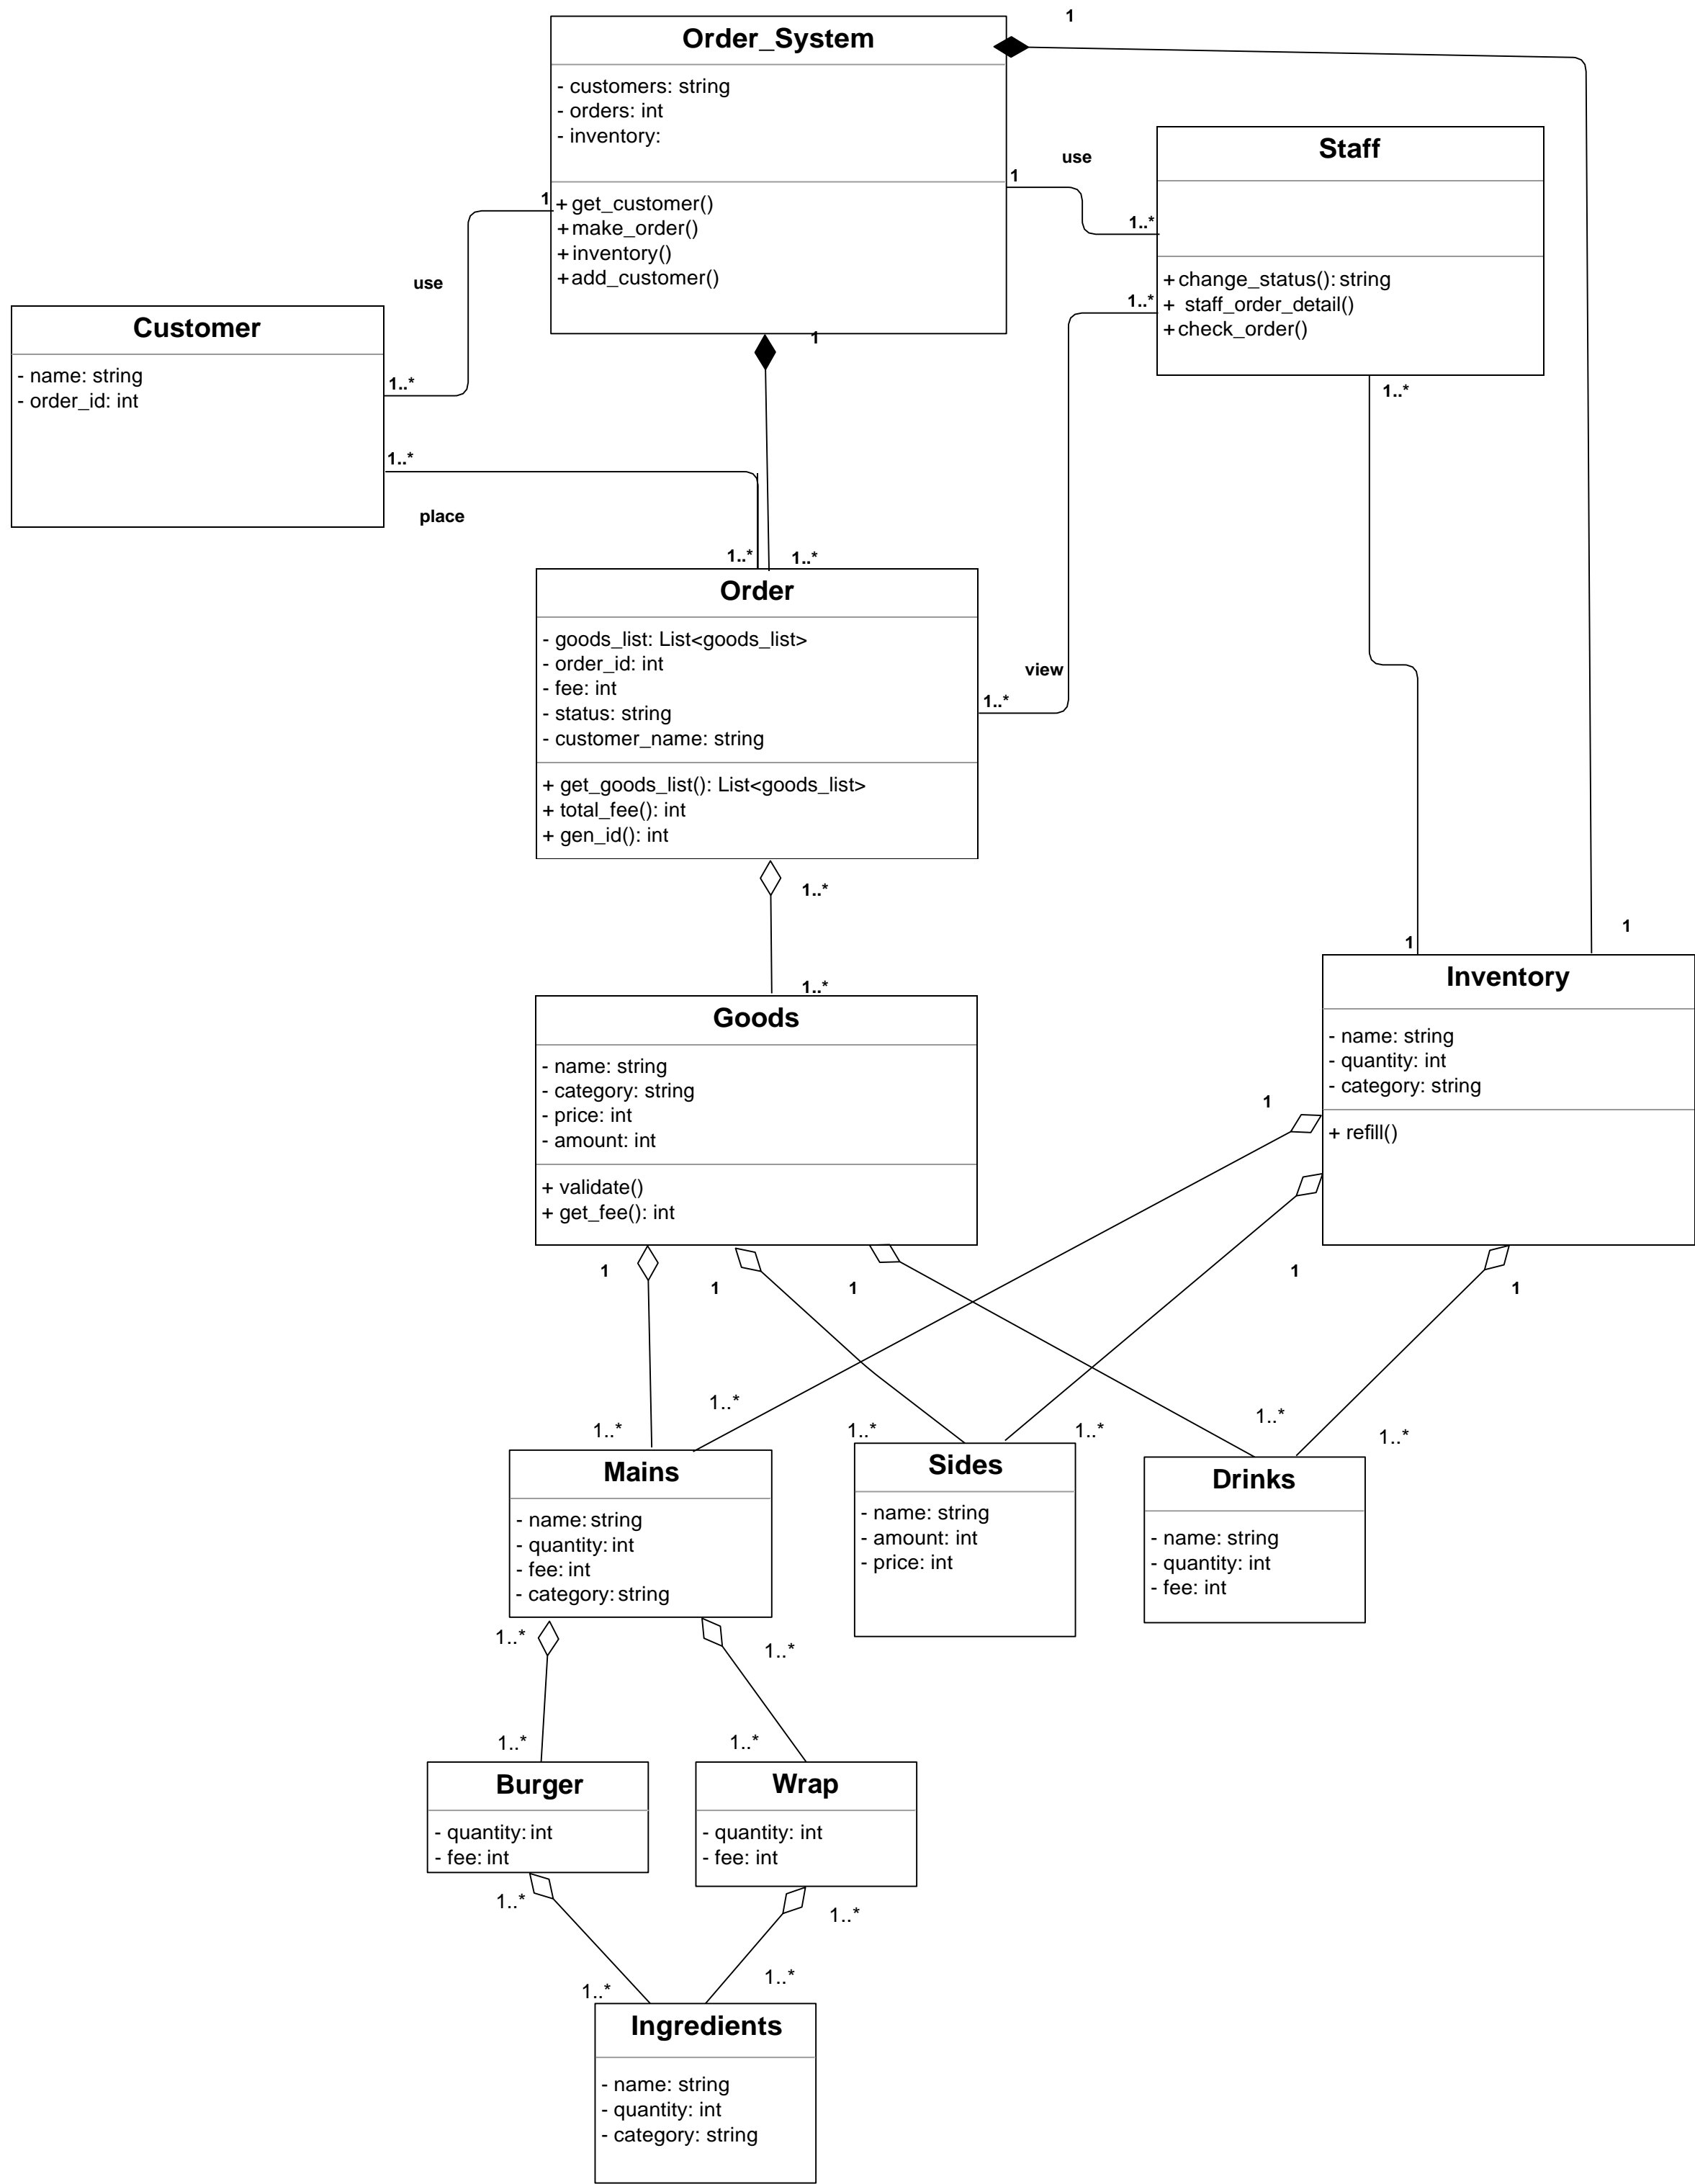 1
Order_System
- customers: string
- orders: int
- inventory:
+ get_customer()
+ make_order()
+ inventory()
+ add_customer()
use
1
1..*
Staff
+ change_status(): string
+ staff_order_detail()
+ check_order()
1..*
1..*
1
use
1..*
Customer
- name: string
- order_id: int
1..*
place
1
1..*
1..*
Order
- goods_list: List<goods_list>
- order_id: int
- fee: int
- status: string
- customer_name: string
+ get_goods_list(): List<goods_list>
+ total_fee(): int
+ gen_id(): int
view
1..*
1..*
1..*
Goods
- name: string
- category: string
- price: int
- amount: int
+ validate()
+ get_fee(): int
1
1
Inventory
- name: string
- quantity: int
- category: string
+ refill()
1
1
1
1
1
1
1..*
1..*
1..*
1..*
1..*
1..*
Mains
- name: string
- quantity: int
- fee: int
- category: string
Sides
- name: string
- amount: int
- price: int
Drinks
- name: string
- quantity: int
- fee: int
1..*
1..*
1..*
1..*
Burger
- quantity: int
- fee: int
Wrap
- quantity: int
- fee: int
1..*
1..*
1..*
1..*
Ingredients
- name: string
- quantity: int
- category: string